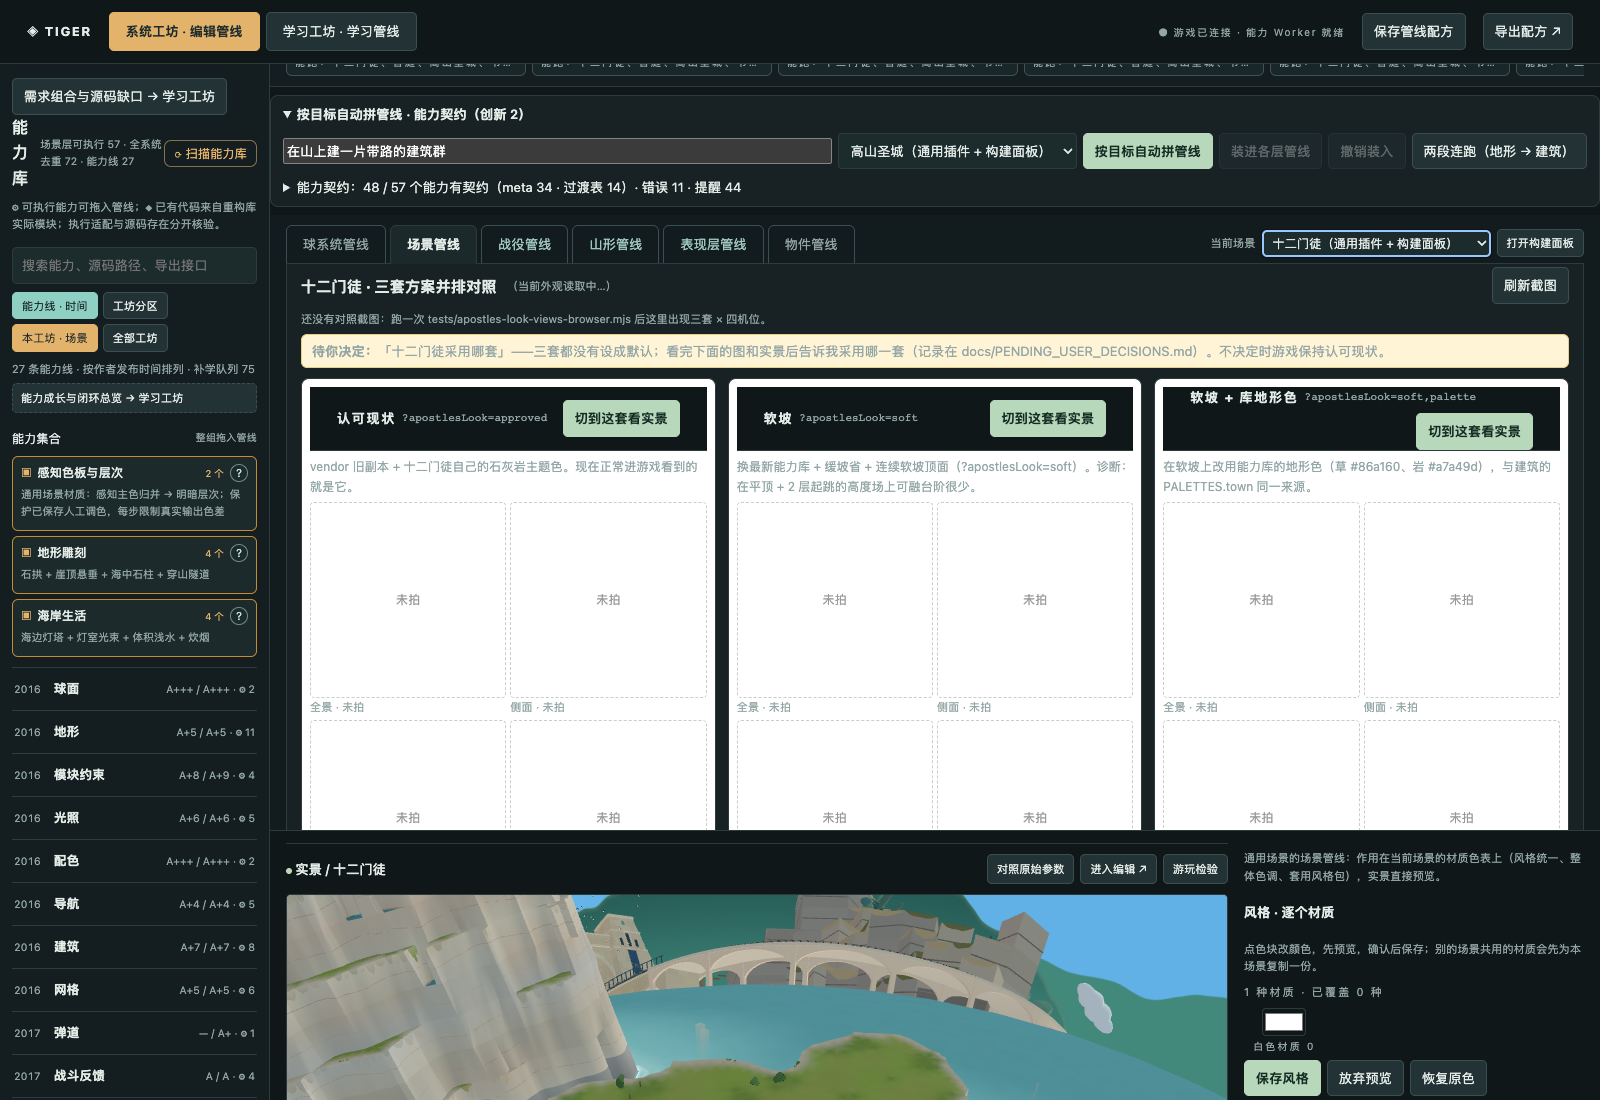 ◈ TIGER
系统工坊 · 编辑管线
学习工坊 · 学习管线
游戏已连接 · 能力 Worker 就绪
保存管线配方
导出配方 ↗
需求组合与源码缺口 → 学习工坊
能力库
场景层可执行 57 · 全系统去重 72 · 能力线 27
⟳ 扫描能力库
⚙ 可执行能力可拖入管线；◆ 已有代码来自重构库实际模块；执行适配与源码存在分开核验。
搜索能力、源码路径、导出接口
能力线 · 时间
工坊分区
本工坊 · 场景
全部工坊
27 条能力线 · 按作者发布时间排列 · 补学队列 75
能力成长与闭环总览 → 学习工坊
能力集合
整组拖入管线
▣ 感知色板与层次 2 个 ?
通用场景材质：感知主色归并 → 明暗层次；保护已保存人工调色，每步限制真实输出色差
▣ 地形雕刻 4 个 ?
石拱 + 崖顶悬垂 + 海中石柱 + 穿山隧道
▣ 海岸生活 4 个 ?
海边灯塔 + 灯室光束 + 体积浅水 + 炊烟
2016 球面 A+++ / A+++ · ⚙ 2
2016 地形 A+5 / A+5 · ⚙ 11
2016 模块约束 A+8 / A+9 · ⚙ 4
2016 光照 A+6 / A+6 · ⚙ 5
2016 配色 A+++ / A+++ · ⚙ 2
2016 导航 A+4 / A+4 · ⚙ 5
2016 建筑 A+7 / A+7 · ⚙ 8
2016 网格 A+5 / A+5 · ⚙ 6
2017 弹道 — / A+ · ⚙ 1
2017 战斗反馈 A / A · ⚙ 4
▼ 按目标自动拼管线 · 能力契约（创新 2）
在山上建一片带路的建筑群
高山圣城（通用插件 + 构建面板）
按目标自动拼管线
装进各层管线
撤销装入
两段连跑（地形 → 建筑）
▶ 能力契约：48 / 57 个能力有契约（meta 34 · 过渡表 14）· 错误 11 · 提醒 44
球系统管线
场景管线
战役管线
山形管线
表现层管线
物件管线
当前场景
十二门徒（通用插件 + 构建面板）
打开构建面板
十二门徒 · 三套方案并排对照
（当前外观读取中…）
刷新截图
还没有对照截图：跑一次 tests/apostles-look-views-browser.mjs 后这里出现三套 × 四机位。
待你决定：「十二门徒采用哪套」——三套都没有设成默认；看完下面的图和实景后告诉我采用哪一套（记录在 docs/PENDING_USER_DECISIONS.md）。不决定时游戏保持认可现状。
认可现状 ?apostlesLook=approved
切到这套看实景
vendor 旧副本 + 十二门徒自己的石灰岩主题色。现在正常进游戏看到的就是它。
未拍
未拍
全景 · 未拍
侧面 · 未拍
未拍
未拍
软坡 ?apostlesLook=soft
切到这套看实景
换最新能力库 + 缓坡省 + 连续软坡顶面（?apostlesLook=soft）。诊断：在平顶 + 2 层起跳的高度场上可融台阶很少。
未拍
未拍
全景 · 未拍
侧面 · 未拍
未拍
未拍
软坡 + 库地形色 ?apostlesLook=soft,palette
切到这套看实景
在软坡上改用能力库的地形色（草 #86a160、岩 #a7a49d），与建筑的 PALETTES.town 同一来源。
未拍
未拍
全景 · 未拍
侧面 · 未拍
未拍
未拍
实景 / 十二门徒
对照原始参数
进入编辑 ↗
游玩检验
通用场景的场景管线：作用在当前场景的材质色表上（风格统一、整体色调、套用风格包），实景直接预览。
风格 · 逐个材质
点色块改颜色，先预览，确认后保存；别的场景共用的材质会先为本场景复制一份。
1 种材质 · 已覆盖 0 种
白色材质 0
保存风格
放弃预览
恢复原色